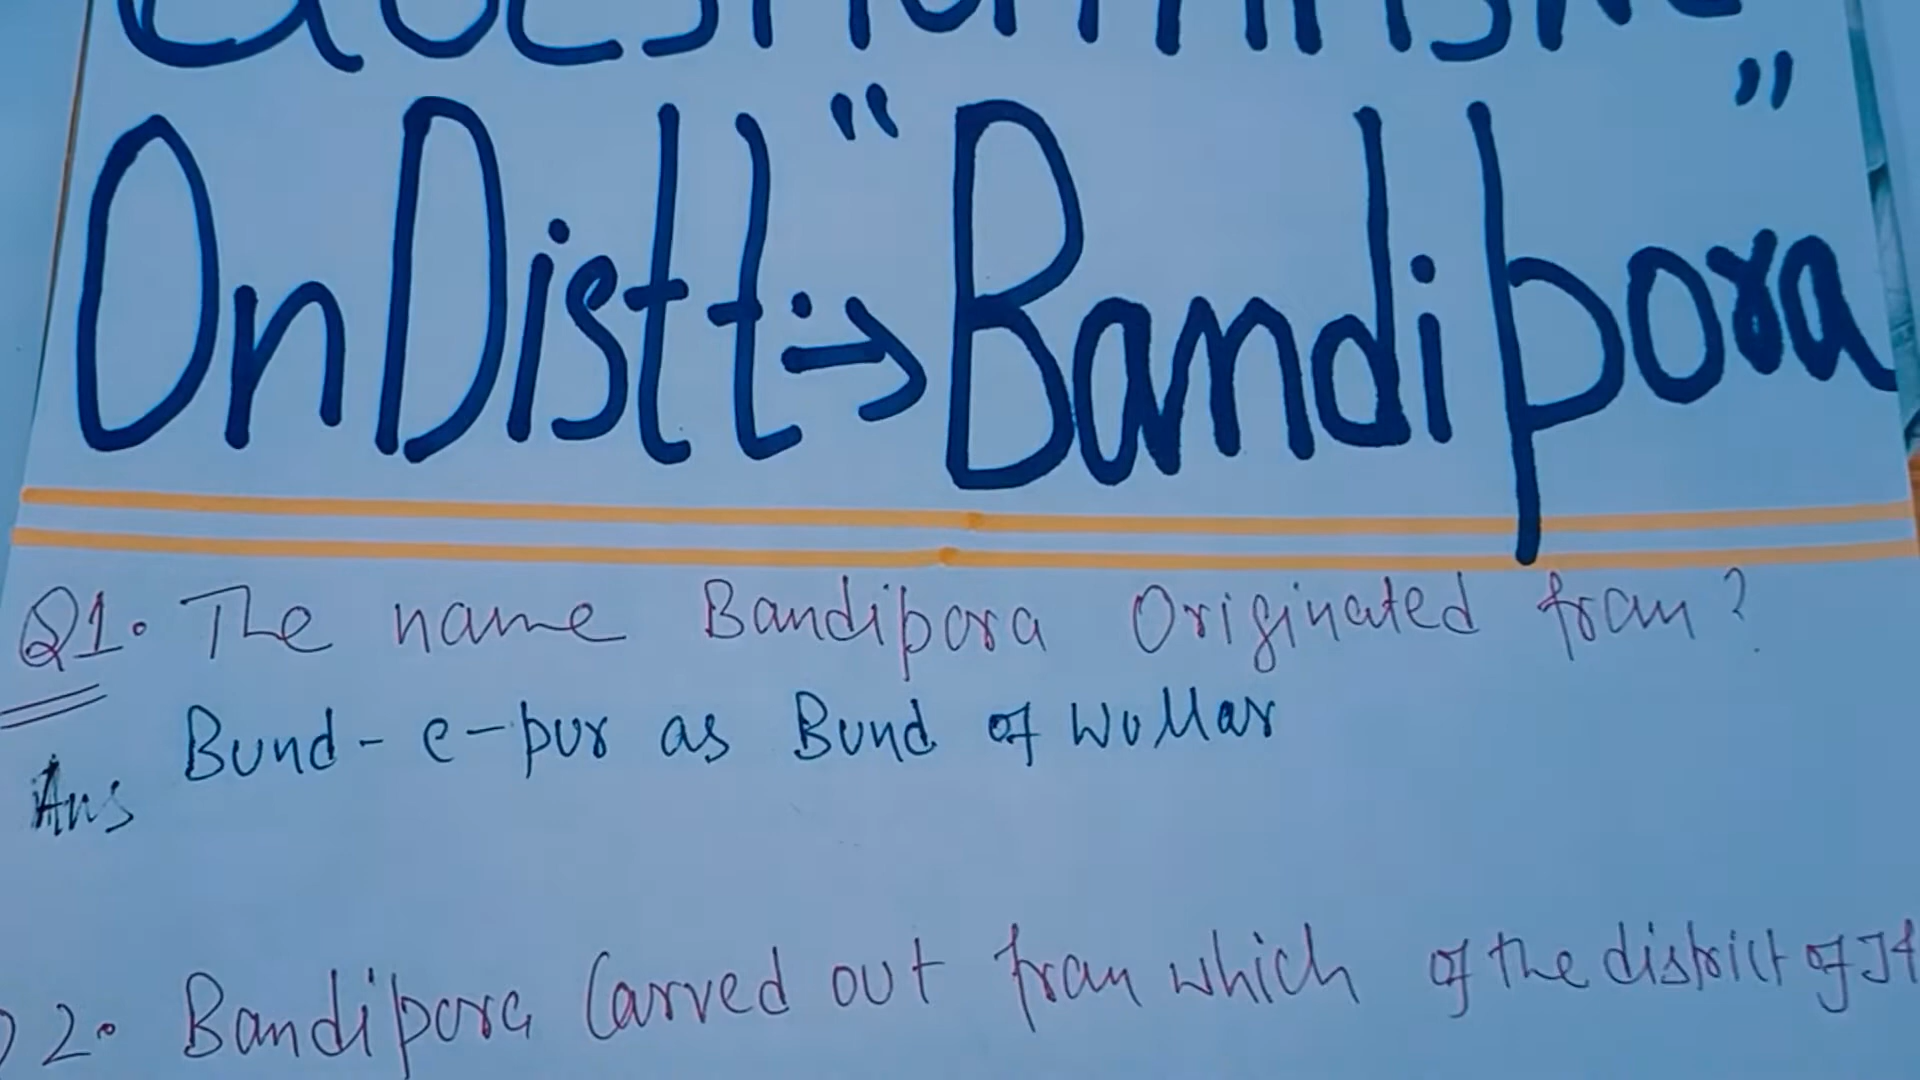 On Distt:→ "Bandipora"
Q1. The name Bandipora Originated from?
Bund-e-pur as Bund of Wullar
Ans
2. Bandipora Carved out from which of the district of J&